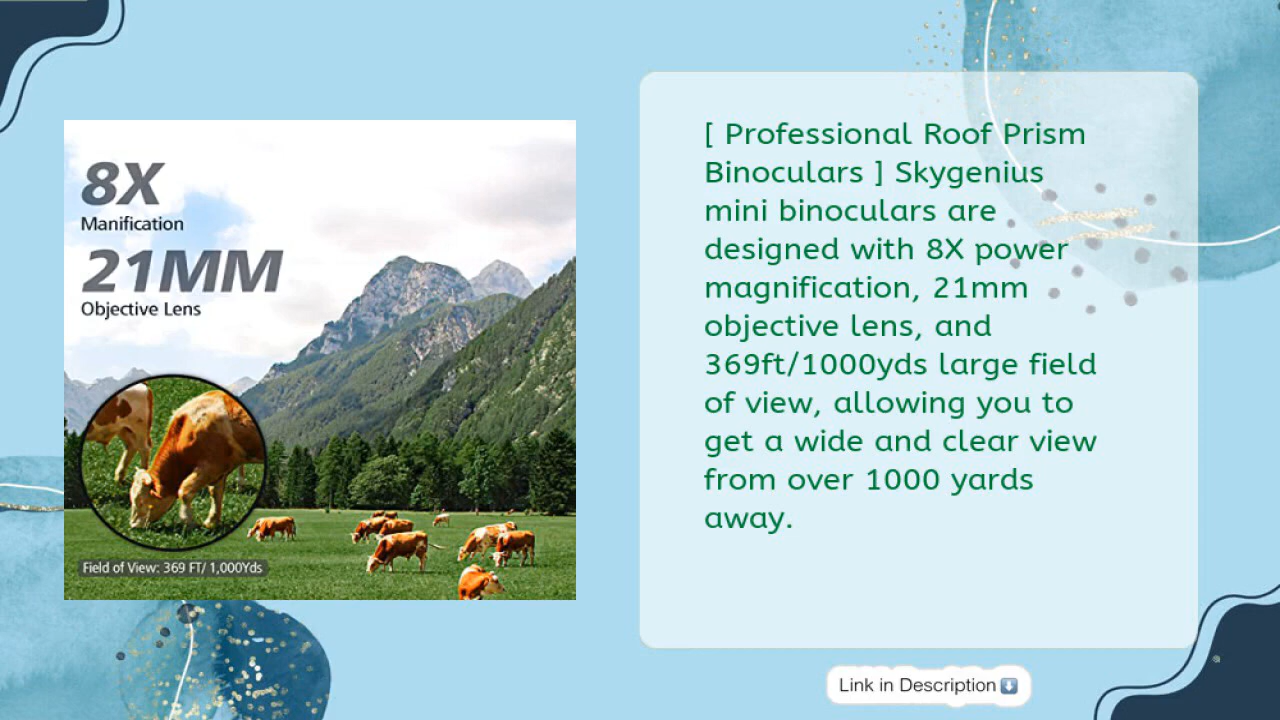 8X
Manification
21MM
Objective Lens
Field of View: 369 FT/ 1,000Yds
[ Professional Roof Prism
Binoculars ] Skygenius
mini binoculars are
designed with 8X power
magnification, 21mm
objective lens, and
369ft/1000yds large field
of view, allowing you to
get a wide and clear view
from over 1000 yards
away.
Link in Description⬇️